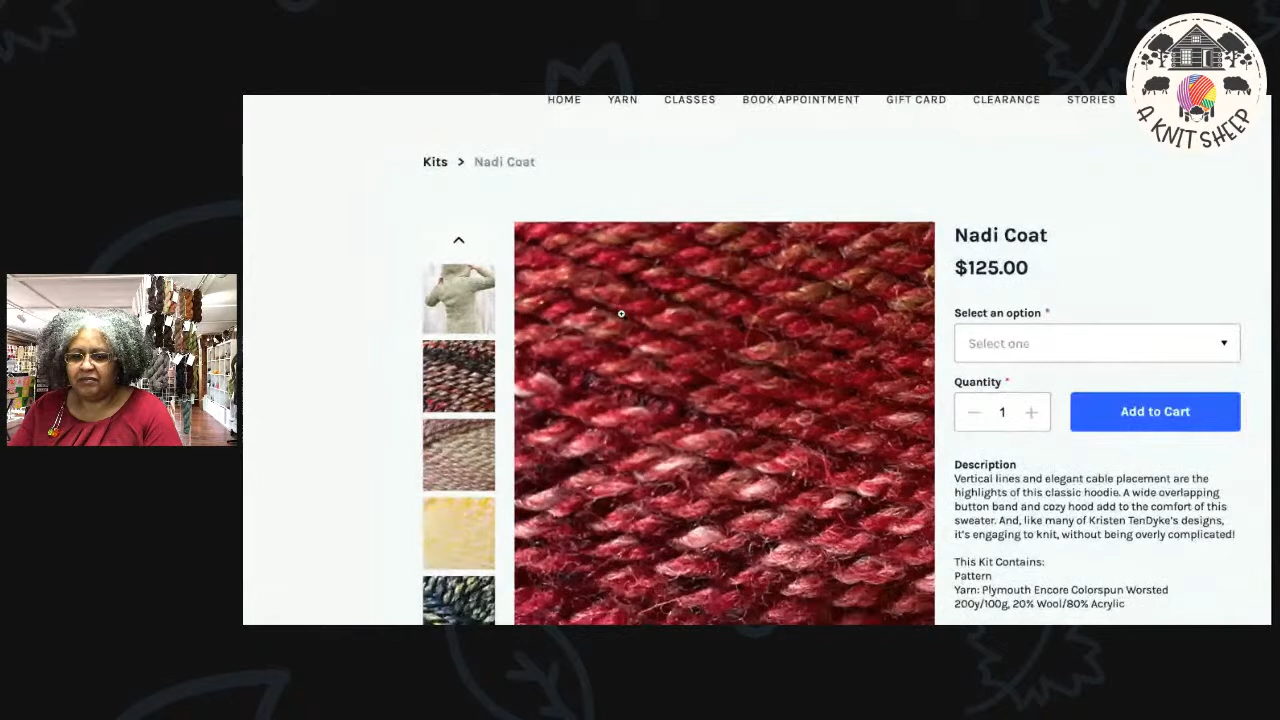 HOME YARN CLASSES BOOK APPOINTMENT GIFT CARD CLEARANCE STORIES
A KNIT SHEEP
Kits > Nadi Coat
Nadi Coat
$125.00
Select an option *
Select one
Quantity *
1
Add to Cart
Description
Vertical lines and elegant cable placement are the
highlights of this classic hoodie. A wide overlapping
button band and cozy hood add to the comfort of this
sweater. And, like many of Kristen TenDyke's designs,
it's engaging to knit, without being overly complicated!
This Kit Contains:
Pattern
Yarn: Plymouth Encore Colorspun Worsted
200y/100g, 20% Wool/80% Acrylic